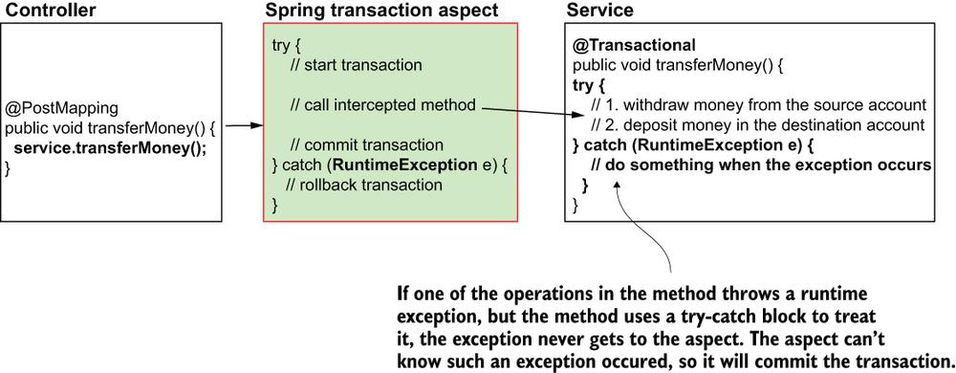 Controller
@PostMapping
public void transferMoney() {
service.transferMoney();
}
Spring transaction aspect
try {
// start transaction
// call intercepted method
// commit transaction
} catch (RuntimeException e) {
// rollback transaction
}
Service
@Transactional
public void transferMoney() {
try {
// 1. withdraw money from the source account
// 2. deposit money in the destination account
} catch (RuntimeException e) {
// do something when the exception occurs
}
}
If one of the operations in the method throws a runtime
exception, but the method uses a try-catch block to treat
it, the exception never gets to the aspect. The aspect can't
know such an exception occured, so it will commit the transaction.